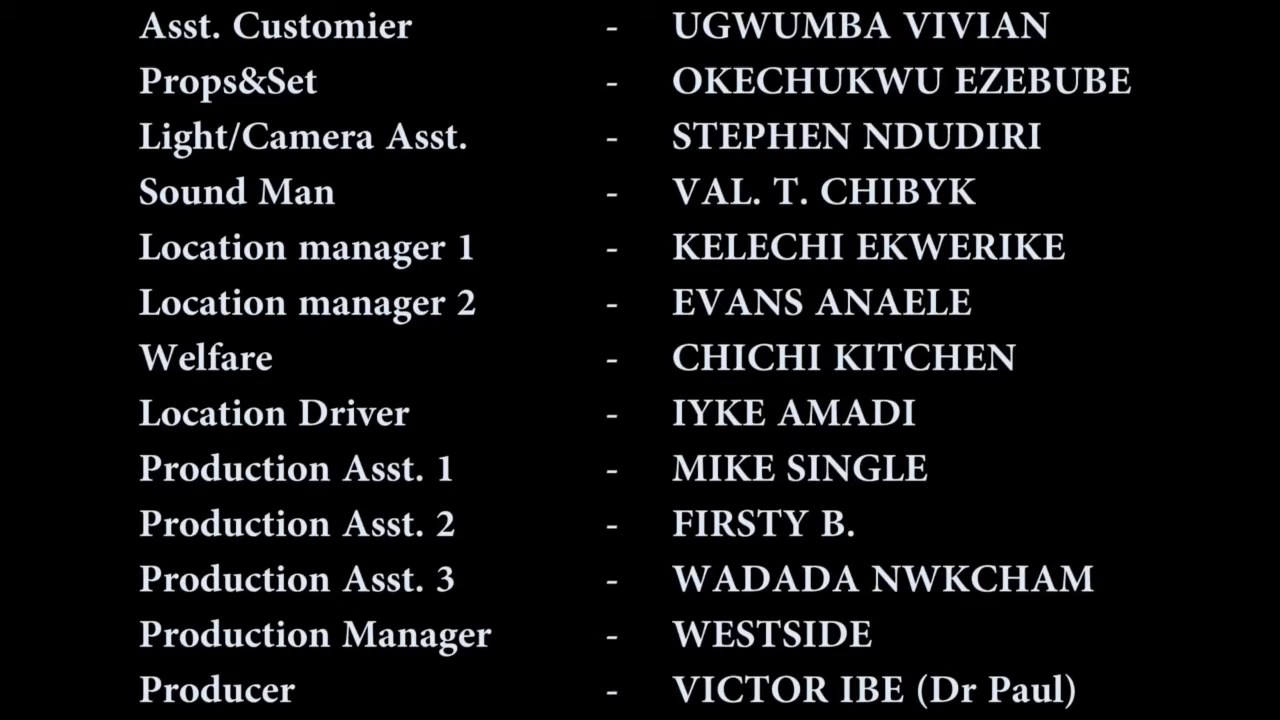 Asst. Customier - UGWUMBA VIVIAN
Props&Set - OKECHUKWU EZEBUBE
Light/Camera Asst. - STEPHEN NDUDIRI
Sound Man - VAL. T. CHIBYK
Location manager 1 - KELECHI EKWERIKE
Location manager 2 - EVANS ANAELE
Welfare - CHICHI KITCHEN
Location Driver - IYKE AMADI
Production Asst. 1 - MIKE SINGLE
Production Asst. 2 - FIRSTY B.
Production Asst. 3 - WADADA NWKCHAM
Production Manager - WESTSIDE
Producer - VICTOR IBE (Dr Paul)